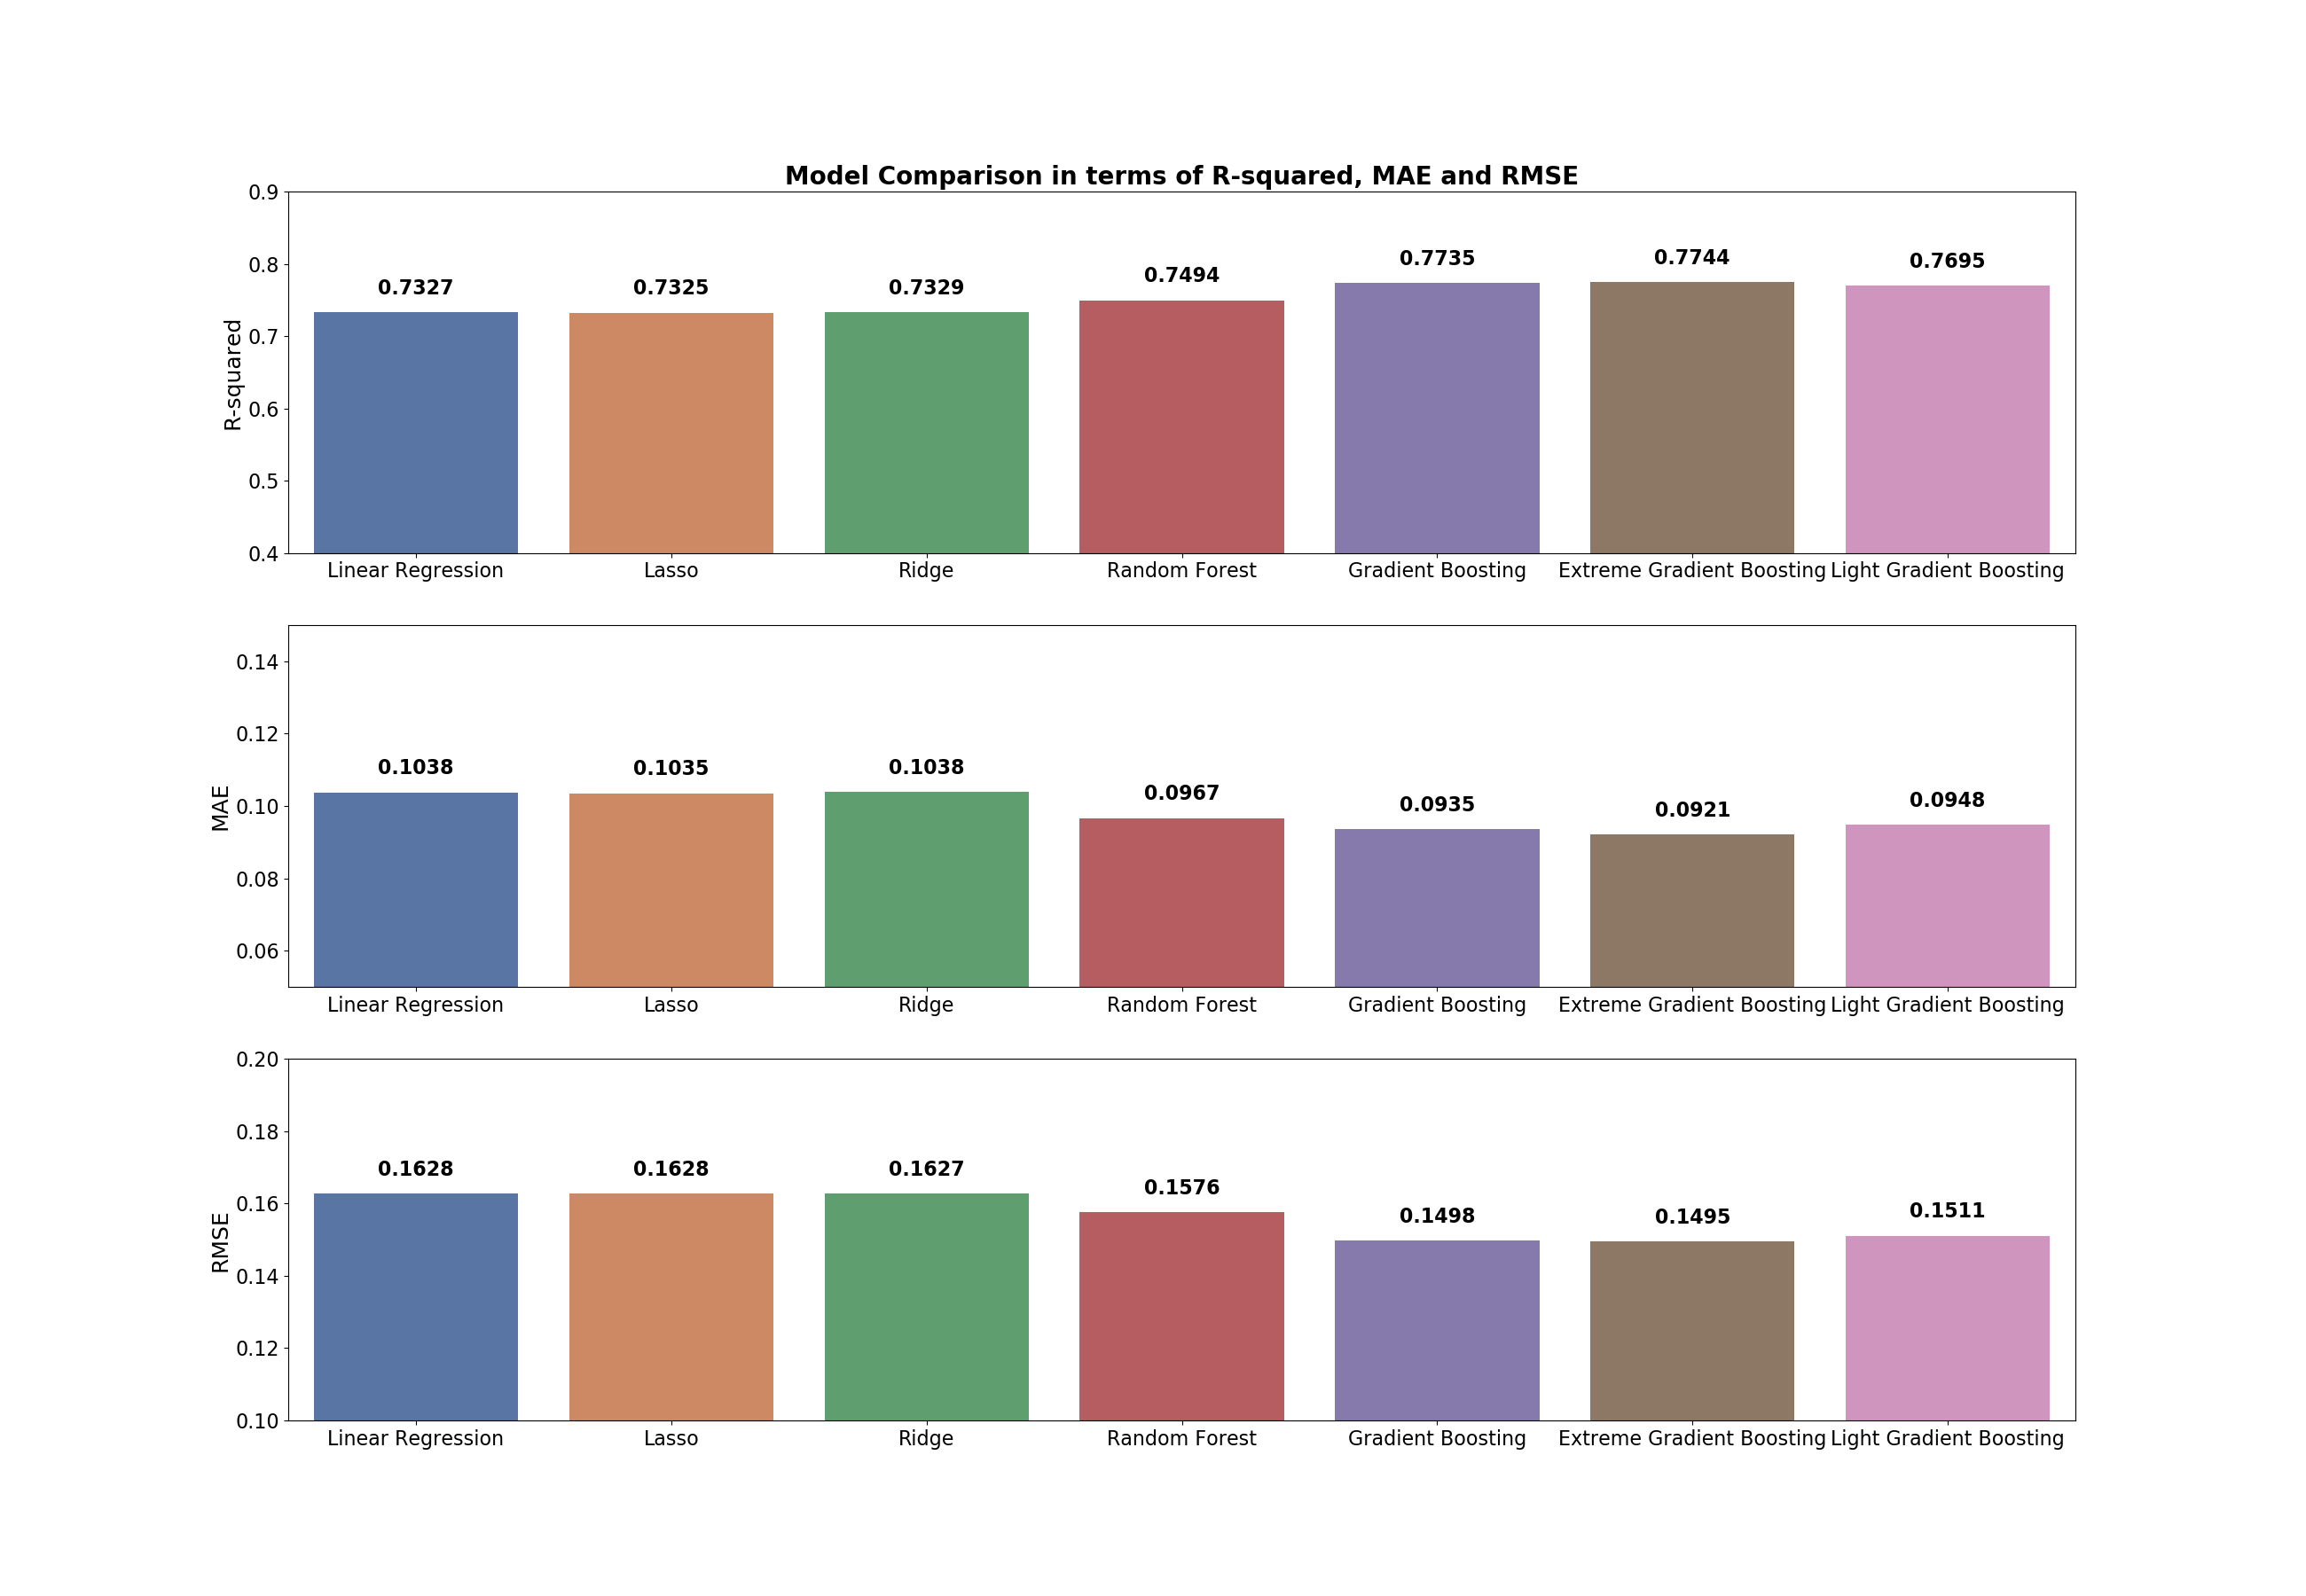 Model Comparison in terms of R-squared, MAE and RMSE
R-squared
0.9
0.8
0.7
0.6
0.5
0.4
0.7327 0.7325 0.7329 0.7494 0.7735 0.7744 0.7695
Linear Regression Lasso Ridge Random Forest Gradient Boosting Extreme Gradient Boosting Light Gradient Boosting
MAE
0.14
0.12
0.10
0.08
0.06
0.1038 0.1035 0.1038 0.0967 0.0935 0.0921 0.0948
Linear Regression Lasso Ridge Random Forest Gradient Boosting Extreme Gradient Boosting Light Gradient Boosting
RMSE
0.20
0.18
0.16
0.14
0.12
0.10
0.1628 0.1628 0.1627 0.1576 0.1498 0.1495 0.1511
Linear Regression Lasso Ridge Random Forest Gradient Boosting Extreme Gradient Boosting Light Gradient Boosting